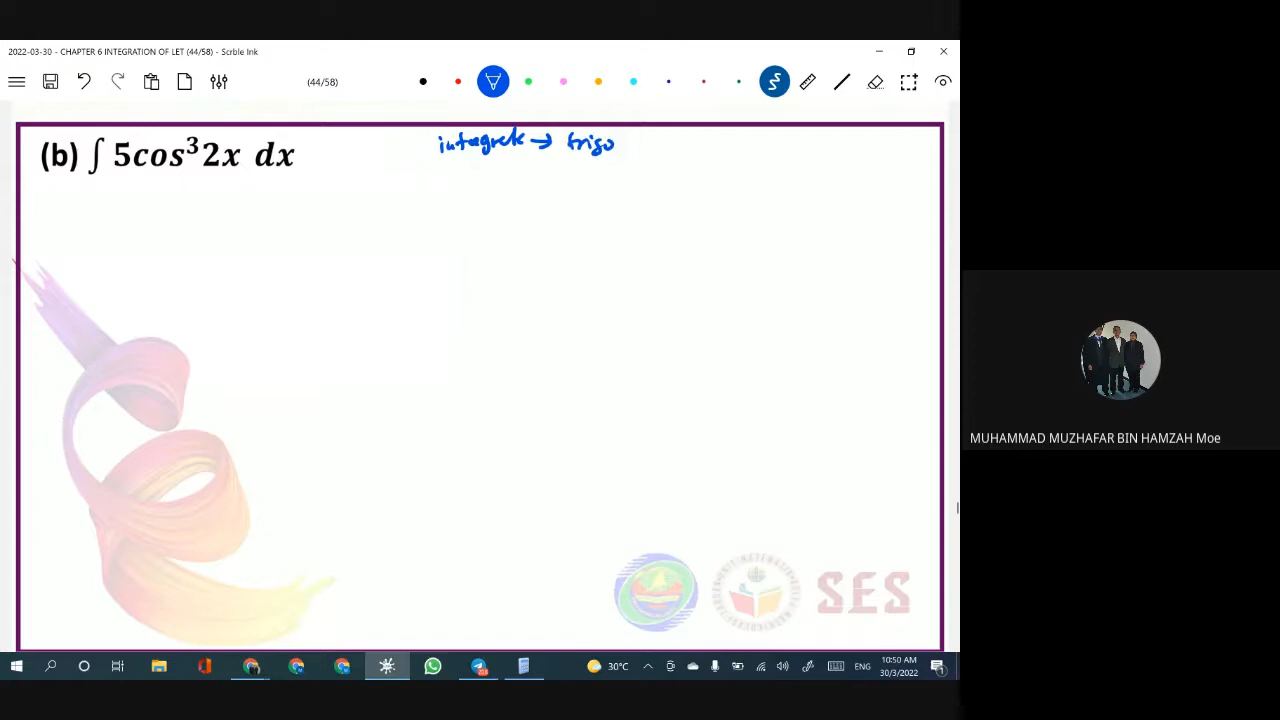 2022-03-30 - CHAPTER 6 INTEGRATION OF LET (44/58) - Scrble Ink
(44/58)
(b) ∫ 5cos³2x dx
integrate → trigo
SES
MUHAMMAD MUZHAFAR BIN HAMZAH Moe
30°C
ENG
10:50 AM
30/3/2022